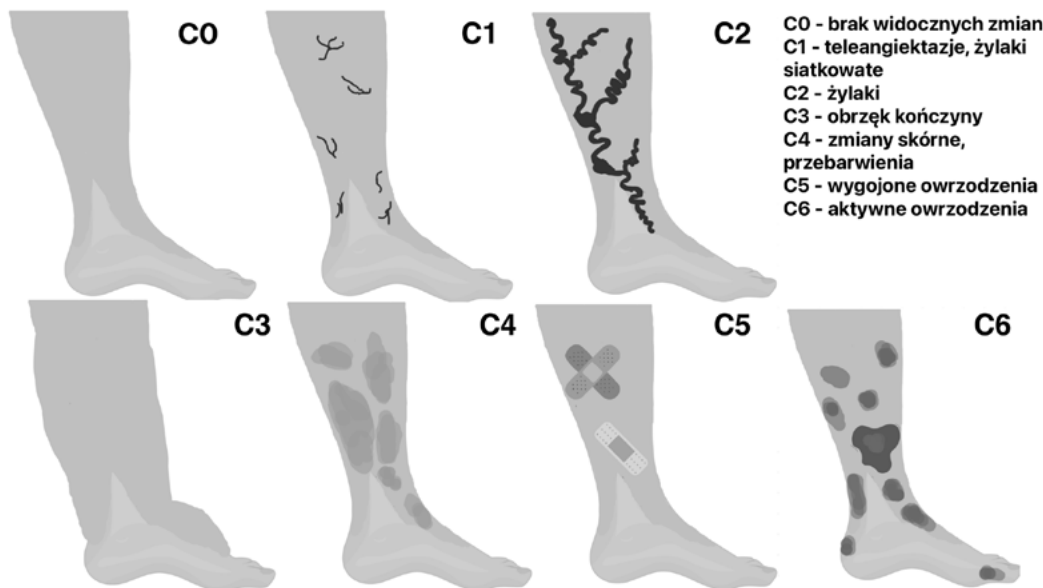 C0
C1
C2
C0 - brak widocznych zmian
C1 - teleangiektazje, żylaki
siatkowate
C2 - żylaki
C3 - obrzęk kończyny
C4 - zmiany skórne,
przebarwienia
C5 - wygojone owrzodzenia
C6 - aktywne owrzodzenia
C3
C4
C5
C6